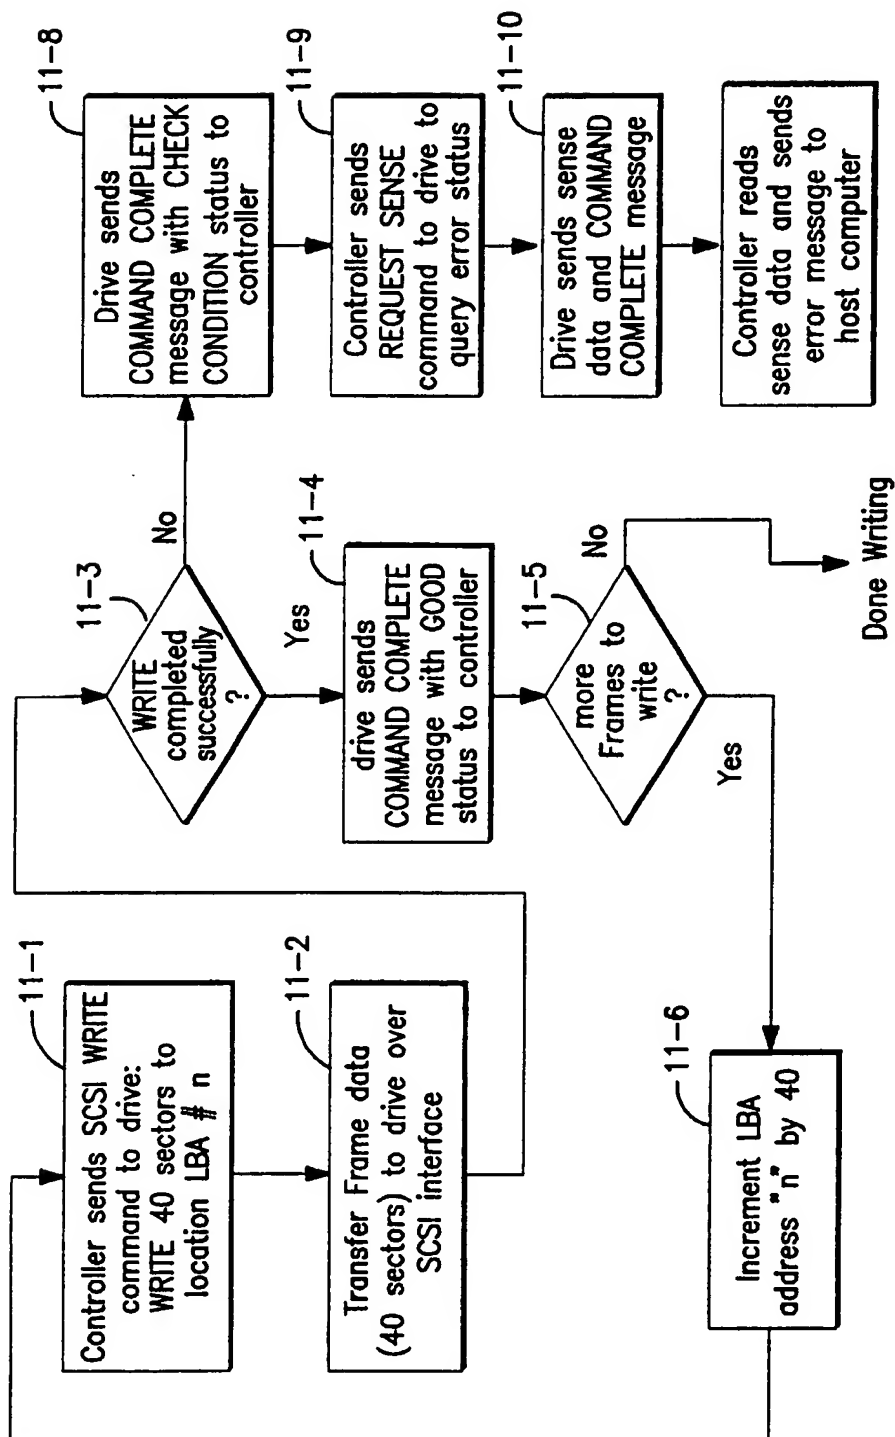 11-1
Controller sends SCSI WRITE
command to drive:
WRITE 40 sectors to
location LBA # n
11-2
Transfer Frame data
(40 sectors) to drive over
SCSI interface
11-3
WRITE
completed
successfully
?
No
Yes
11-4
drive sends
COMMAND COMPLETE
message with GOOD
status to controller
11-5
more
Frames to
write
?
No
Done Writing
Yes
11-6
Increment LBA
address "n" by 40
11-8
Drive sends
COMMAND COMPLETE
message with CHECK
CONDITION status to
controller
11-9
Controller sends
REQUEST SENSE
command to drive to
query error status
11-10
Drive sends sense
data and COMMAND
COMPLETE message
Controller reads
sense data and sends
error message to
host computer